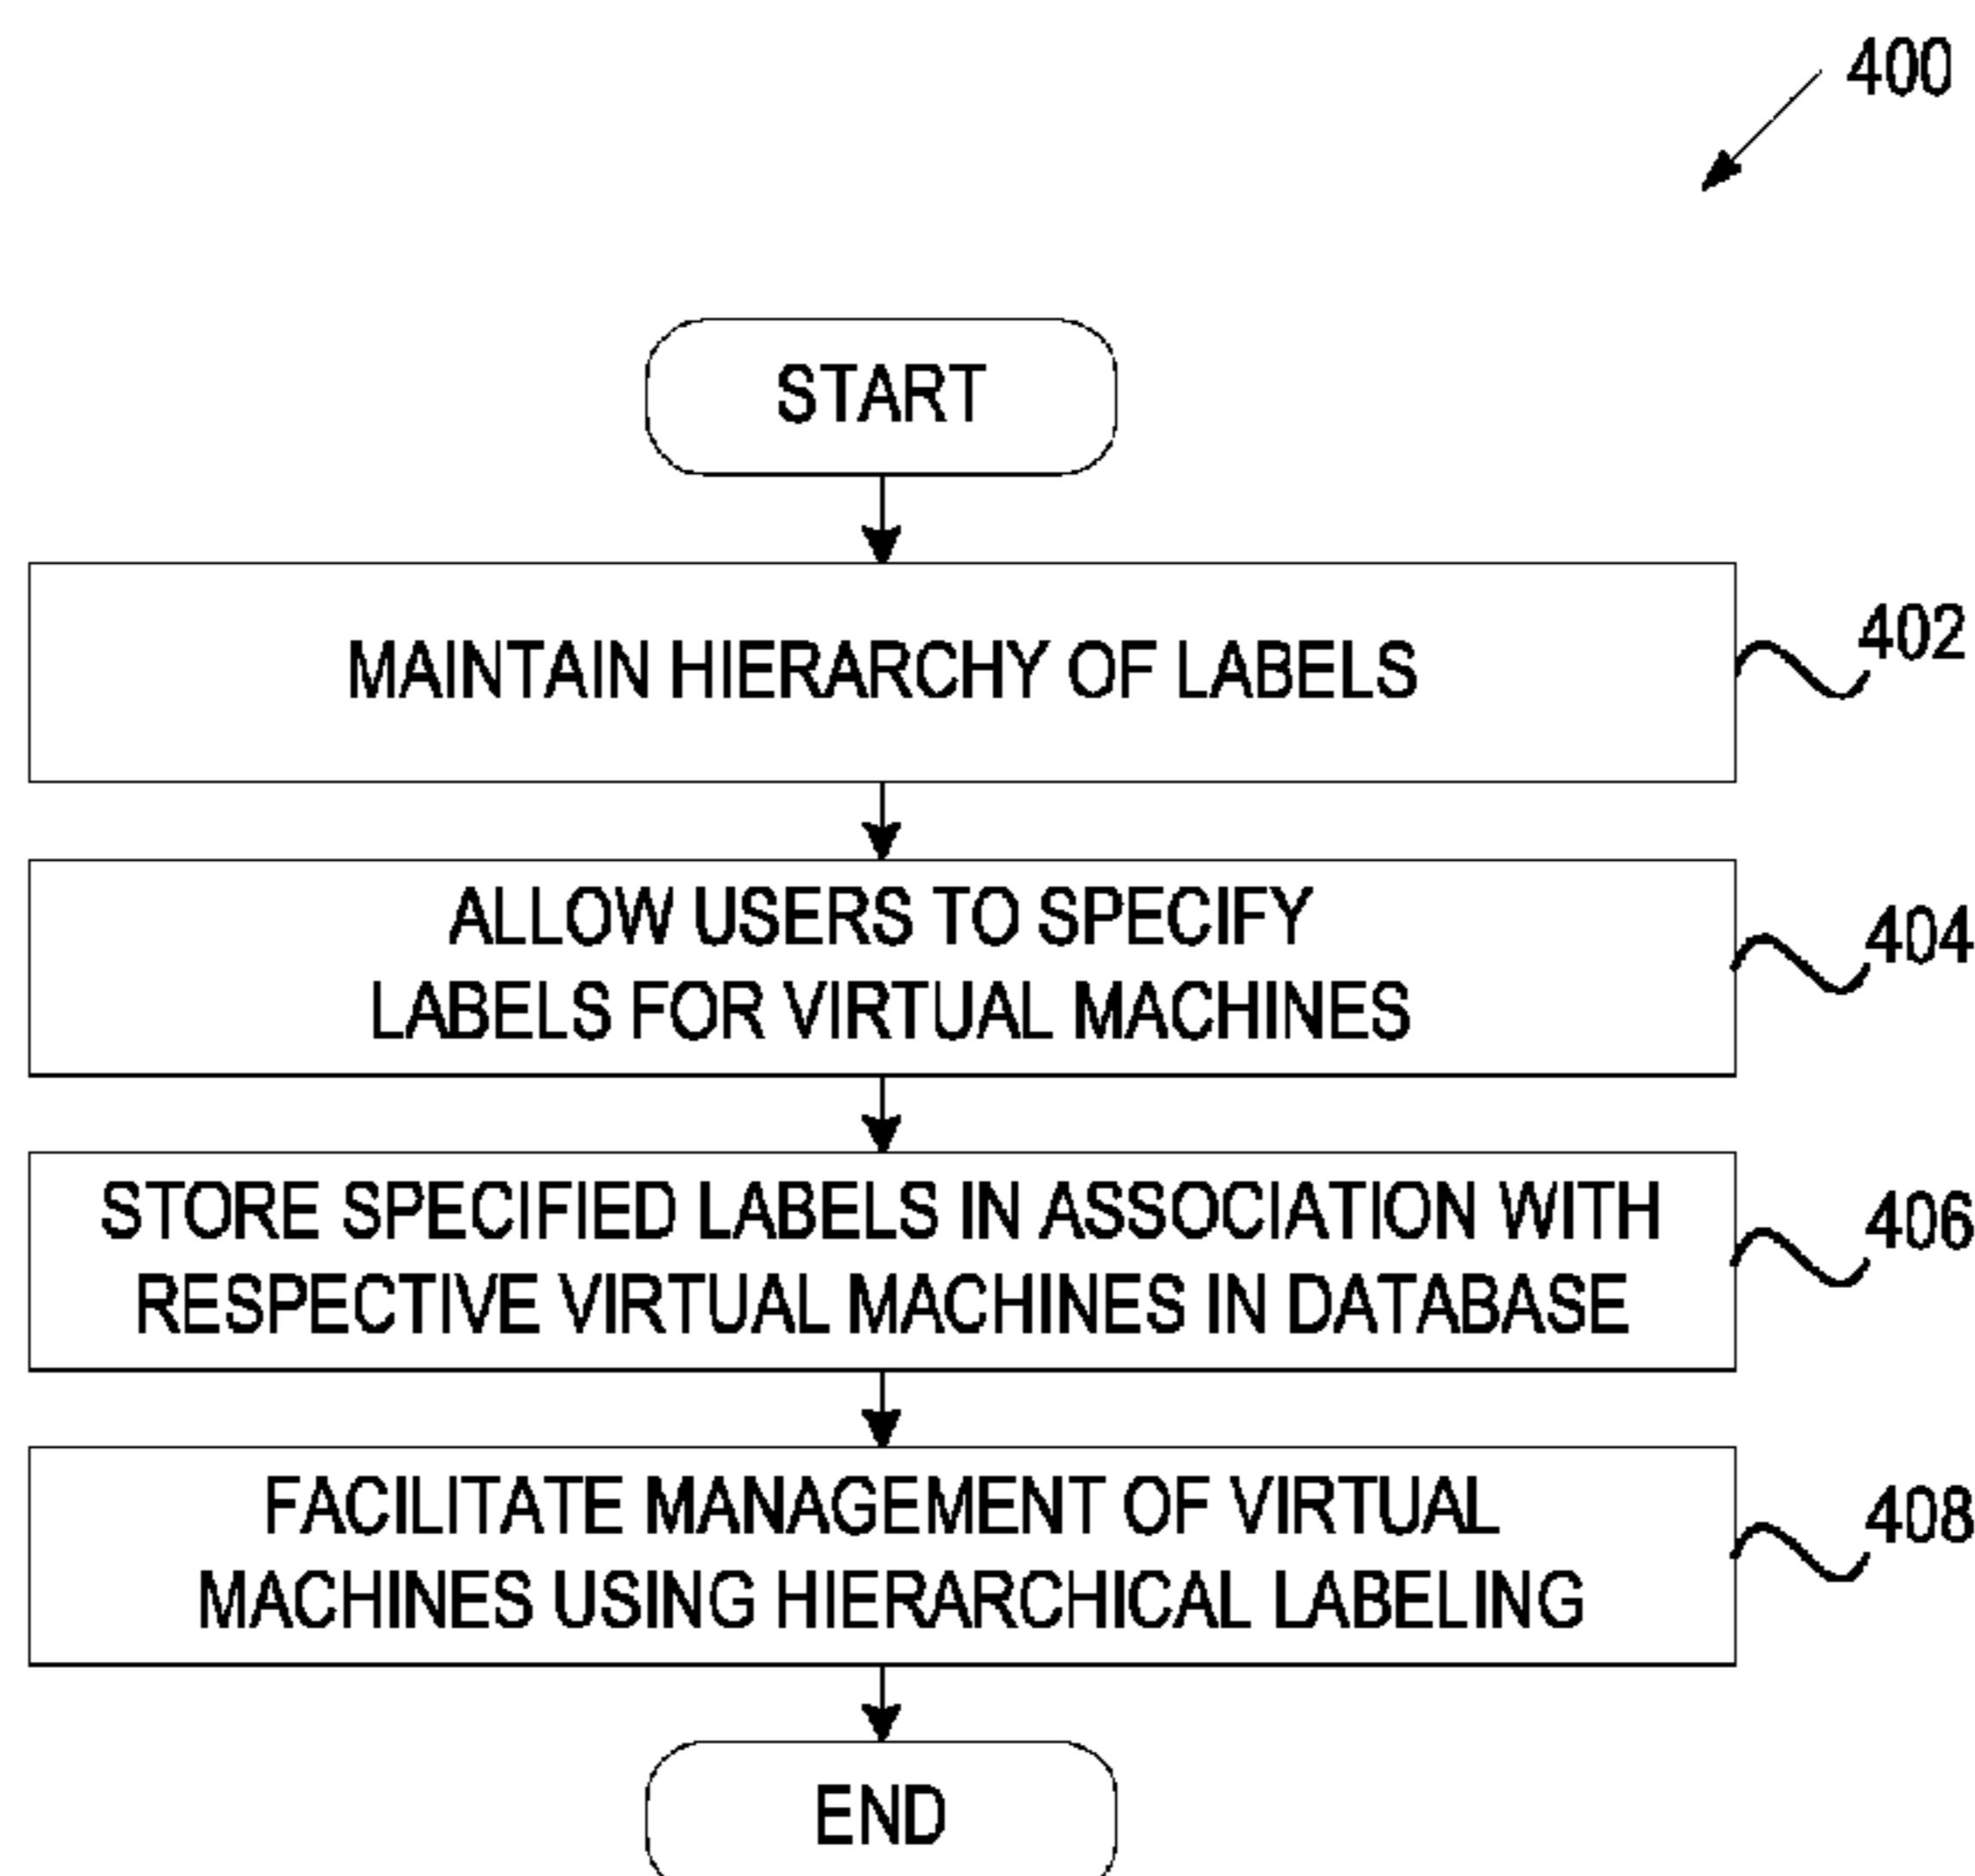 400
START
MAINTAIN HIERARCHY OF LABELS
402
ALLOW USERS TO SPECIFY
LABELS FOR VIRTUAL MACHINES
404
STORE SPECIFIED LABELS IN ASSOCIATION WITH
RESPECTIVE VIRTUAL MACHINES IN DATABASE
406
FACILITATE MANAGEMENT OF VIRTUAL
MACHINES USING HIERARCHICAL LABELING
408
END